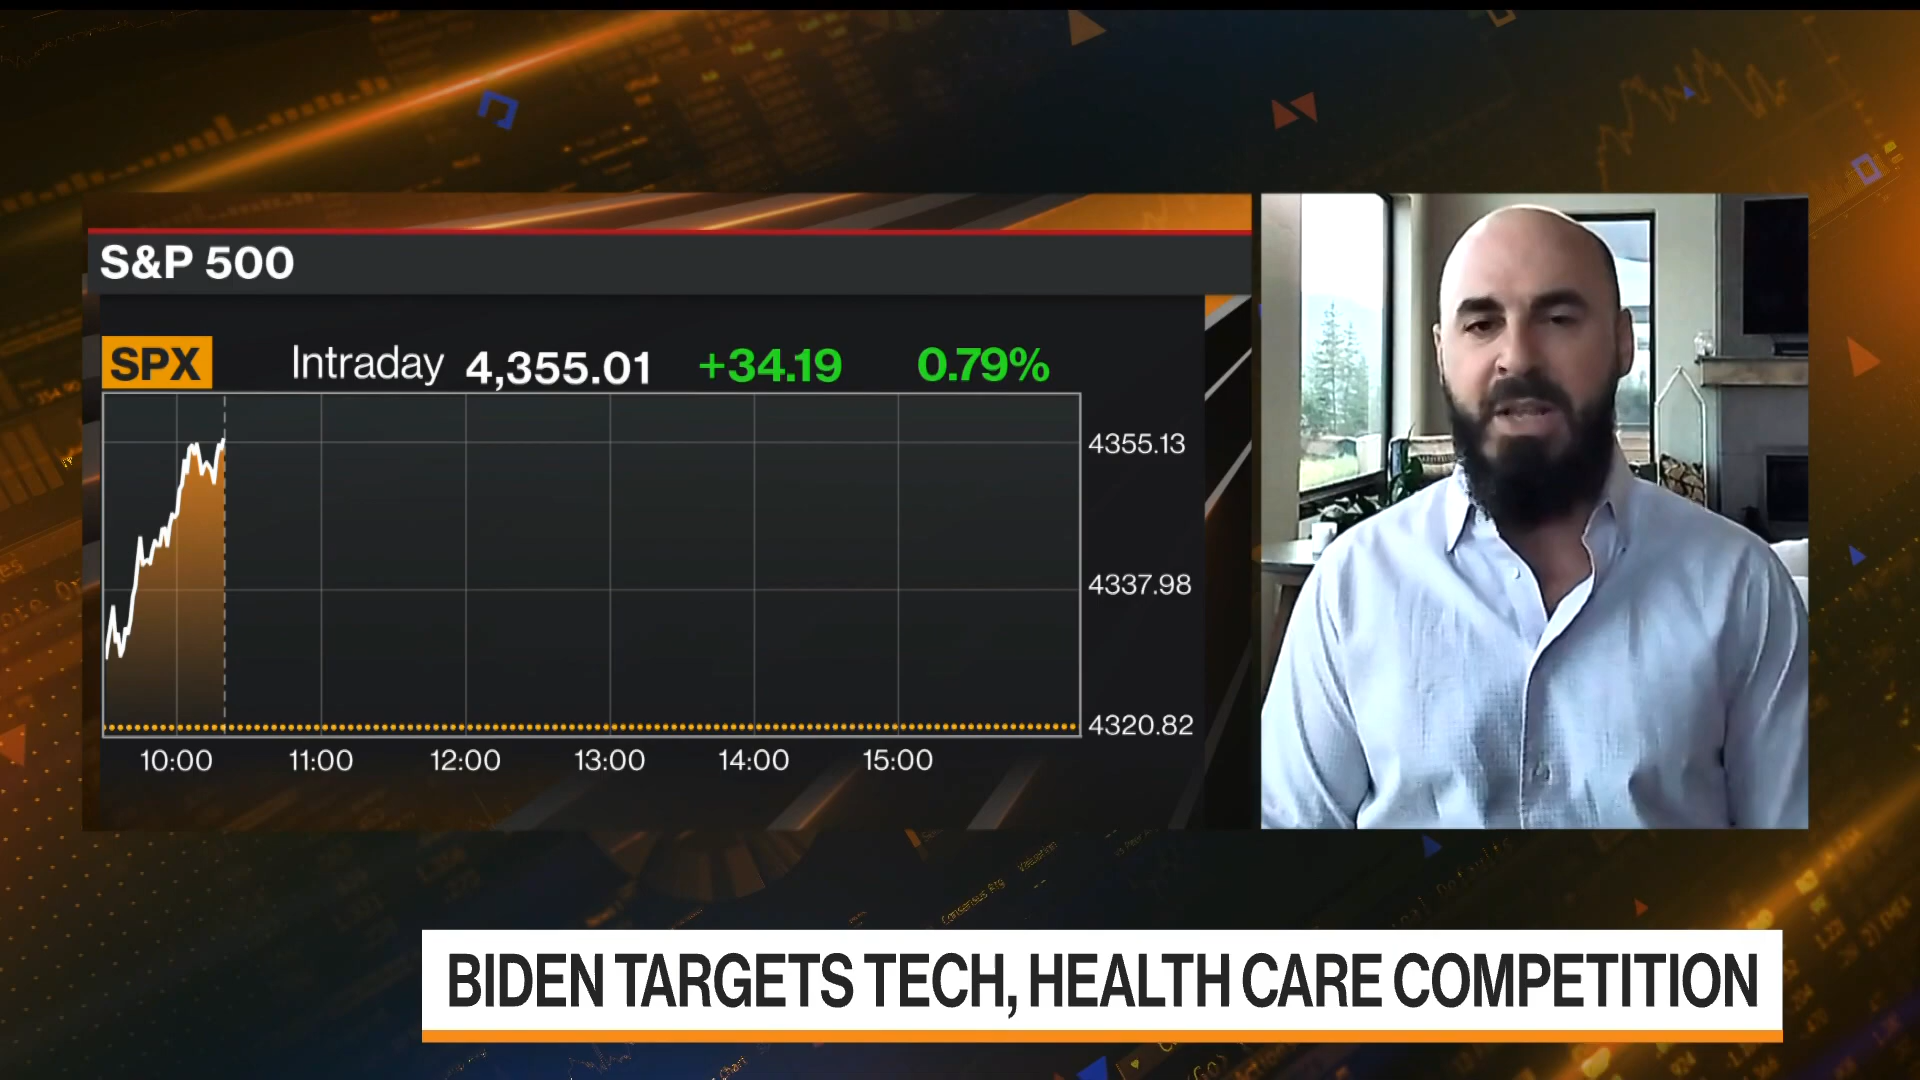 S&P 500
SPX Intraday 4,355.01 +34.19 0.79%
4355.13
4337.98
4320.82
10:00 11:00 12:00 13:00 14:00 15:00
BIDEN TARGETS TECH, HEALTH CARE COMPETITION